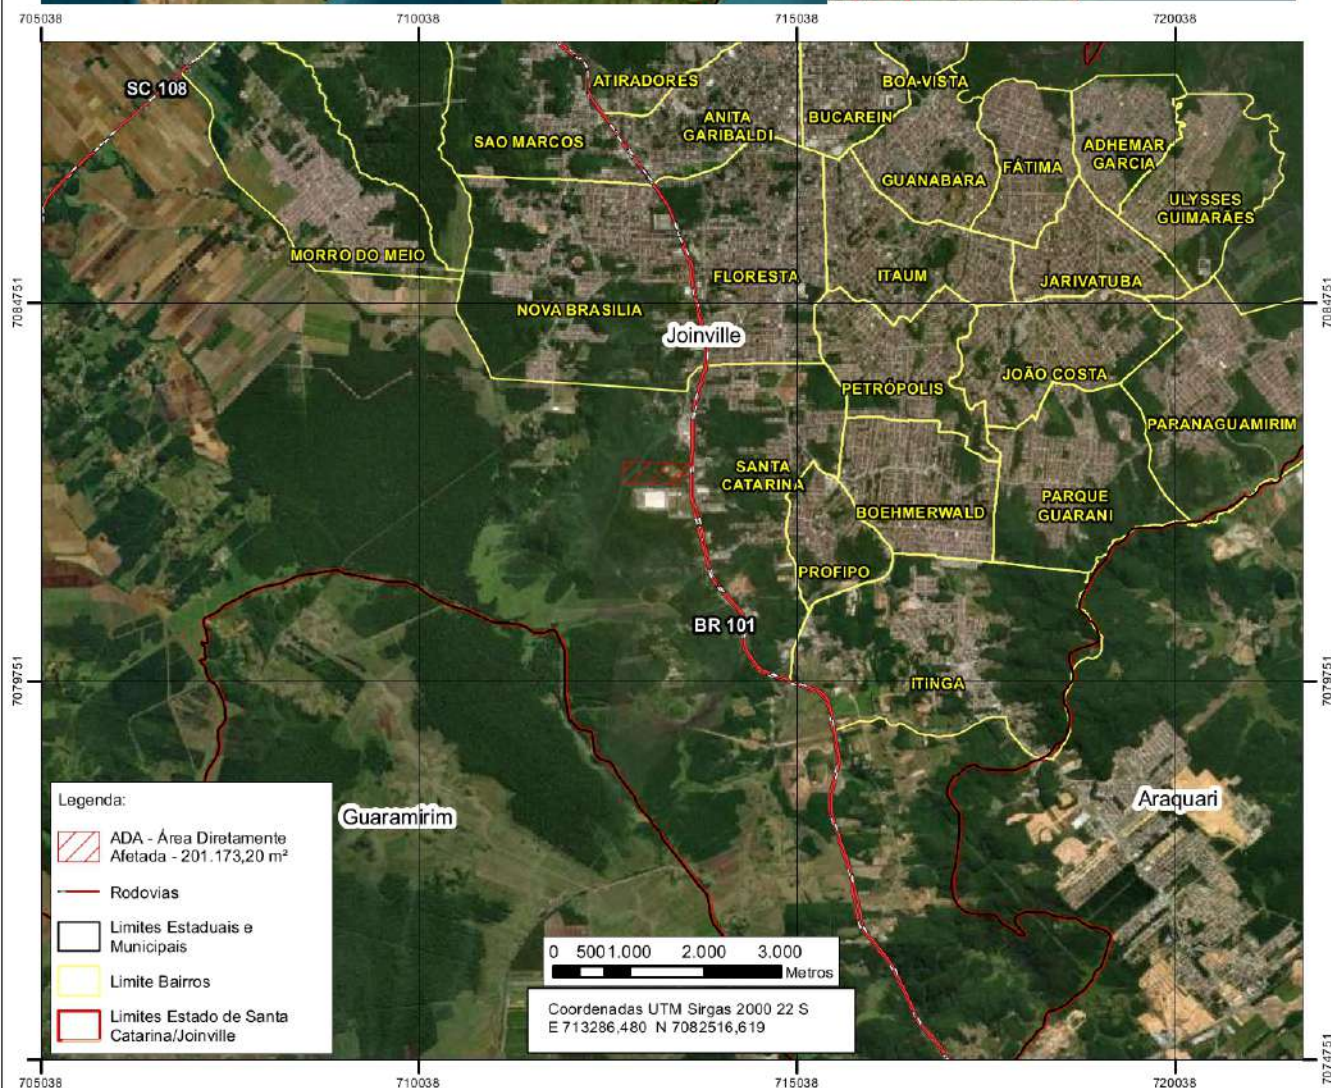 705038
710038
715038
720038
SC 108
ATIRADORES
BOA-VISTA
ANITA
GARIBALDI
BUCAREIN
SAO MARCOS
ADHEMAR
GARCIA
FÁTIMA
GUANABARA
ULYSSES
GUIMARÃES
MORRO DO MEIO
FLORESTA
ITAUM
JARIVATUBA
7084751
7084751
NOVA BRASILIA
Joinville
JOÃO COSTA
PETRÓPOLIS
PARANAGUAMIRIM
SANTA
CATARINA
PARQUE
GUARANI
BOEHMERWALD
PROFIPO
BR 101
7079751
7079751
ITINGA
Araquari
Guaramirim
Legenda:
ADA - Área Diretamente
Afetada - 201.173,20 m²
Rodovias
Limites Estaduais e
Municipais
Limite Bairros
Limites Estado de Santa
Catarina/Joinville
0 500 1.000 2.000 3.000
Metros
Coordenadas UTM Sirgas 2000 22 S
E 713286,480 N 7082516,619
7074751
705038
710038
715038
720038